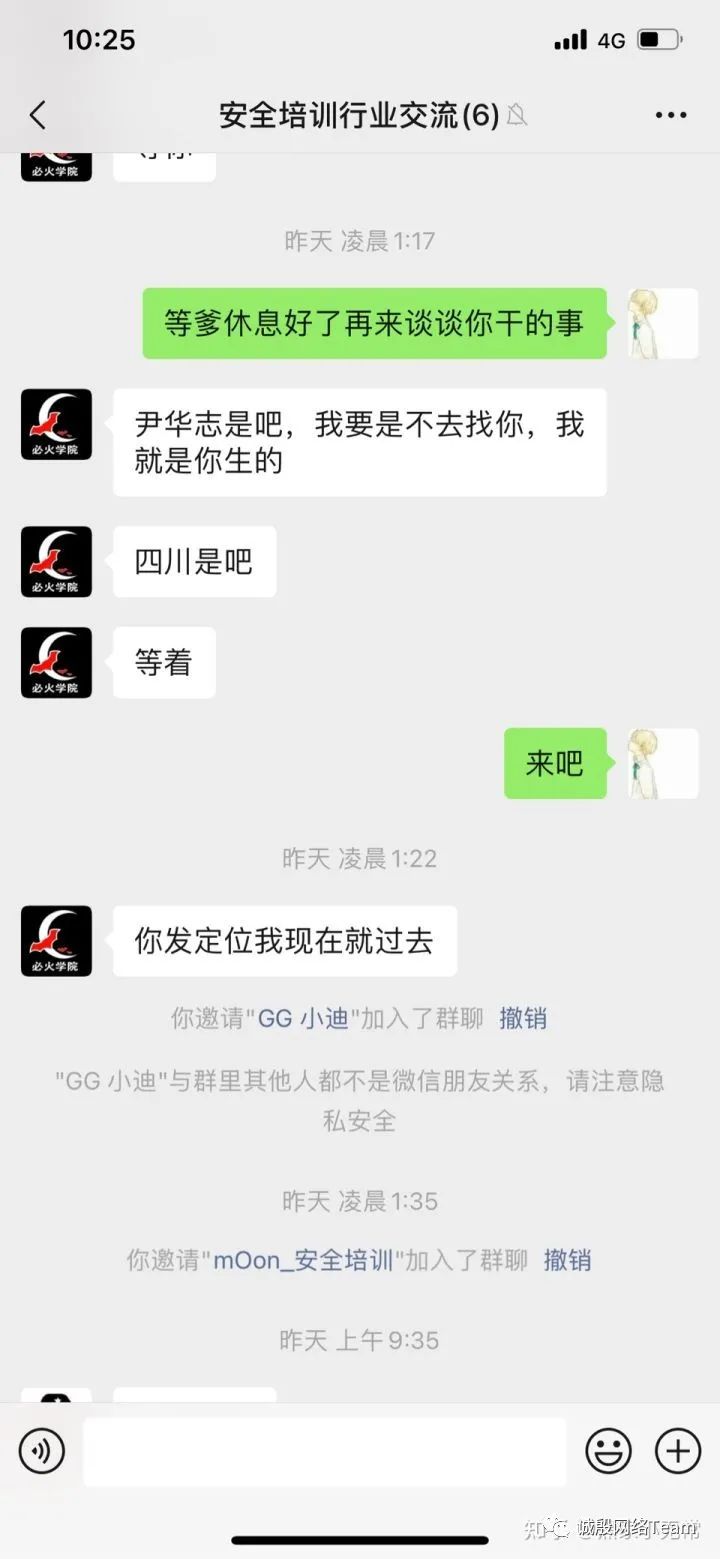 10:25
4G
安全培训行业交流(6)
必火学院
昨天 凌晨1:17
等爹休息好了再来谈谈你干的事
尹华志是吧，我要是不去找你，我
就是你生的
必火学院
四川是吧
必火学院
等着
必火学院
来吧
昨天 凌晨1:22
你发定位我现在就过去
必火学院
你邀请"GG 小迪"加入了群聊 撤销
"GG 小迪"与群里其他人都不是微信朋友关系，请注意隐
私安全
昨天 凌晨1:35
你邀请"mOon_安全培训"加入了群聊 撤销
昨天 上午9:35
诚殷网络Team